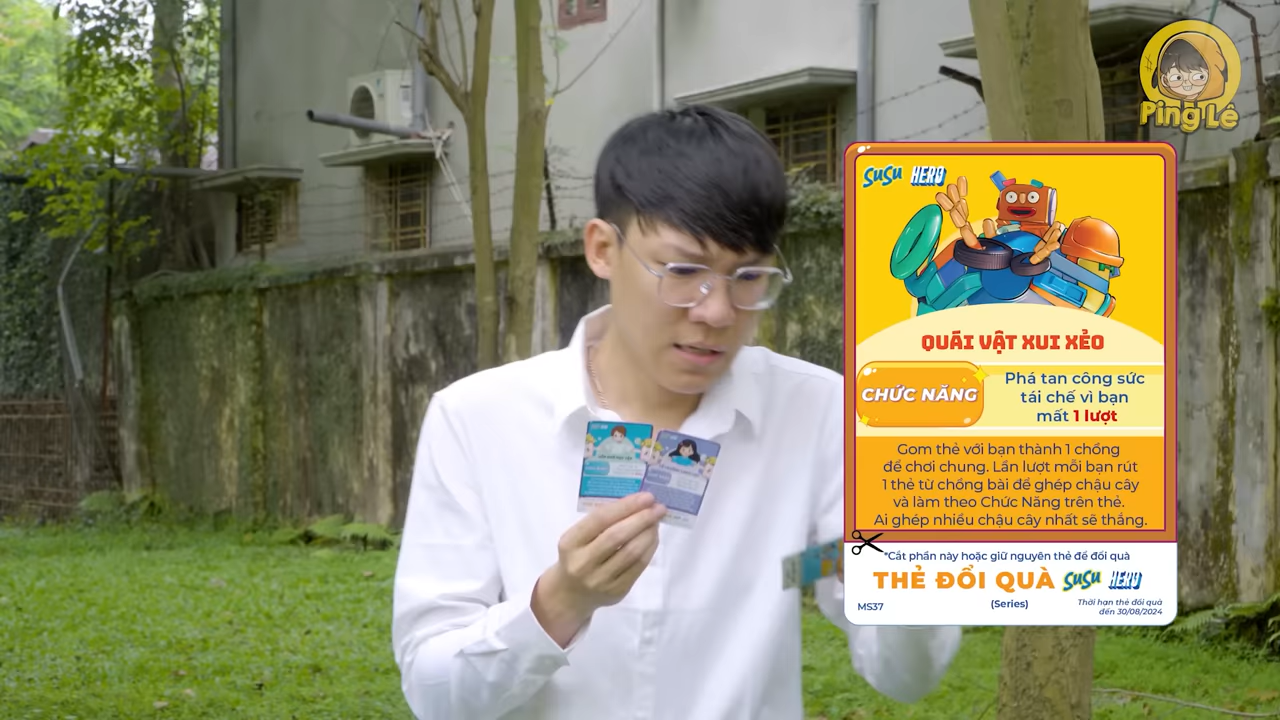 Ping Lê
SuSu HERO
QUÁI VẬT XUI XẺO
CHỨC NĂNG
Phá tan công sức
tái chế vì bạn
mất 1 lượt
Gom thẻ với bạn thành 1 chồng
để chơi chung. Lần lượt mỗi bạn rút
1 thẻ từ chồng bài để ghép chậu cây
và làm theo Chức Năng trên thẻ.
Ai ghép nhiều chậu cây nhất sẽ thắng.
*Cắt phần này hoặc giữ nguyên thẻ để đổi quà
THẺ ĐỔI QUÀ SuSu HERO
MS37
(Series)
Thời hạn thẻ đổi quà
đến 30/08/2024